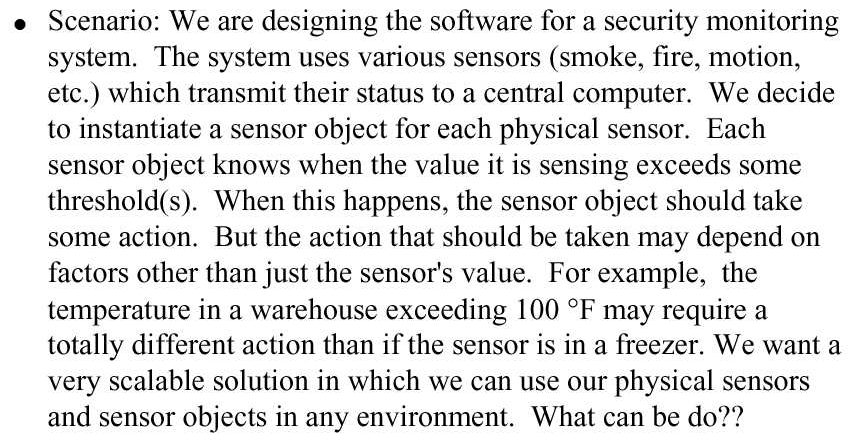 • Scenario: We are designing the software for a security monitoring
system.  The system uses various sensors (smoke, fire, motion,
etc.) which transmit their status to a central computer.  We decide
to instantiate a sensor object for each physical sensor.  Each
sensor object knows when the value it is sensing exceeds some
threshold(s).  When this happens, the sensor object should take
some action.  But the action that should be taken may depend on
factors other than just the sensor's value.  For example,  the
temperature in a warehouse exceeding 100 °F may require a
totally different action than if the sensor is in a freezer. We want a
very scalable solution in which we can use our physical sensors
and sensor objects in any environment.  What can be do??